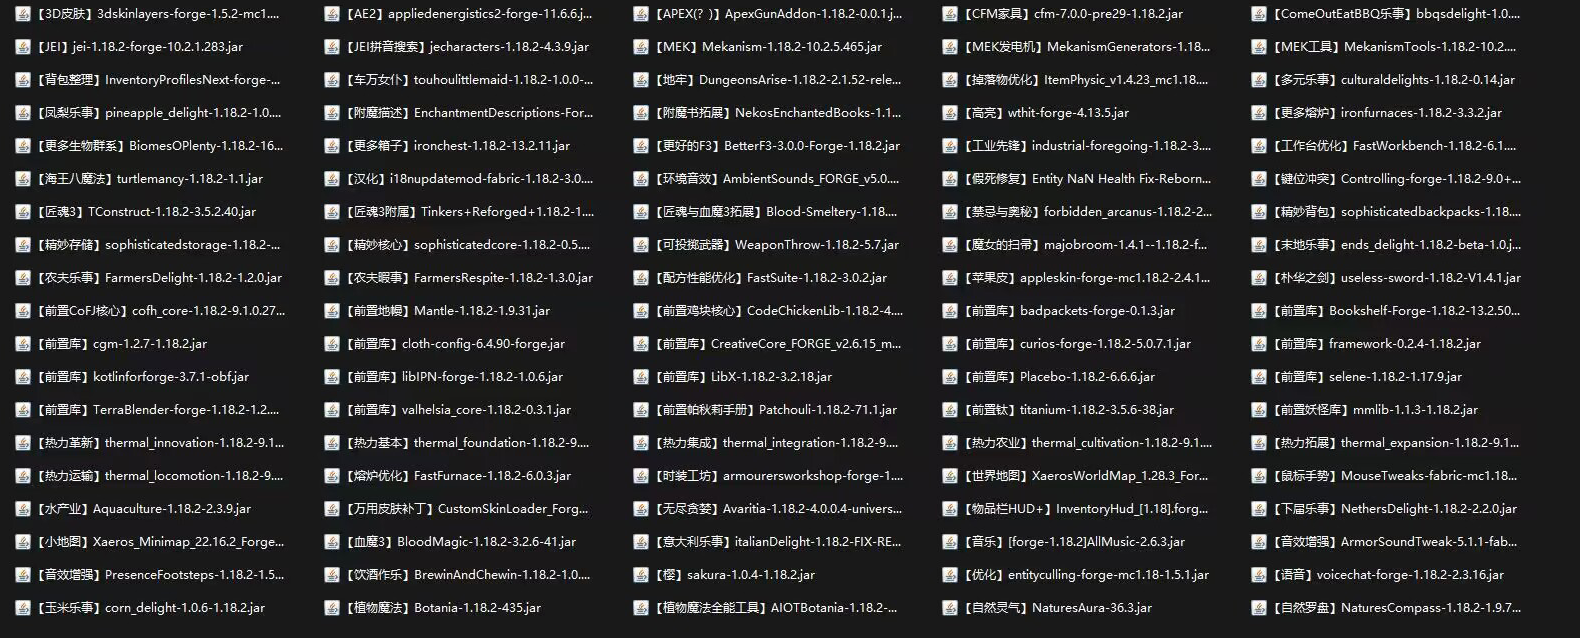 【3D皮肤】3dskinlayers-forge-1.5.2-mc1....
【AE2】appliedenergistics2-forge-11.6.6.j...
【APEX(？)】ApexGunAddon-1.18.2-0.0.1.j...
【CFM家具】cfm-7.0.0-pre29-1.18.2.jar
【ComeOutEatBBQ乐事】bbqsdelight-1.0....
【JEI】jei-1.18.2-forge-10.2.1.283.jar
【JEI拼音搜索】jecharacters-1.18.2-4.3.9.jar
【MEK】Mekanism-1.18.2-10.2.5.465.jar
【MEK发电机】MekanismGenerators-1.18...
【MEK工具】MekanismTools-1.18.2-10.2....
【背包整理】InventoryProfilesNext-forge-...
【车万女仆】touhoulittlemaid-1.18.2-1.0.0-...
【地牢】DungeonsArise-1.18.2-2.1.52-rele...
【掉落物优化】ItemPhysic_v1.4.23_mc1.18....
【多元乐事】culturaldelights-1.18.2-0.14.jar
【凤梨乐事】pineapple_delight-1.18.2-1.0....
【附魔描述】EnchantmentDescriptions-For...
【附魔书拓展】NekosEnchantedBooks-1.1...
【高亮】wthit-forge-4.13.5.jar
【更多熔炉】ironfurnaces-1.18.2-3.3.2.jar
【更多生物群系】BiomesOPlenty-1.18.2-16...
【更多箱子】ironchest-1.18.2-13.2.11.jar
【更好的F3】BetterF3-3.0.0-Forge-1.18.2.jar
【工业先锋】industrial-foregoing-1.18.2-3....
【工作台优化】FastWorkbench-1.18.2-6.1....
【海王八魔法】turtlemancy-1.18.2-1.1.jar
【汉化】i18nupdatemod-fabric-1.18.2-3.0....
【环境音效】AmbientSounds_FORGE_v5.0....
【假死修复】Entity NaN Health Fix-Reborn...
【键位冲突】Controlling-forge-1.18.2-9.0+...
【匠魂3】TConstruct-1.18.2-3.5.2.40.jar
【匠魂3附属】Tinkers+Reforged+1.18.2-1....
【匠魂与血魔3拓展】Blood-Smeltery-1.18....
【禁忌与奥秘】forbidden_arcanus-1.18.2-2...
【精妙背包】sophisticatedbackpacks-1.18....
【精妙存储】sophisticatedstorage-1.18.2-...
【精妙核心】sophisticatedcore-1.18.2-0.5....
【可投掷武器】WeaponThrow-1.18.2-5.7.jar
【魔女的扫帚】majobroom-1.4.1--1.18.2-f...
【末地乐事】ends_delight-1.18.2-beta-1.0.j...
【农夫乐事】FarmersDelight-1.18.2-1.2.0.jar
【农夫暇事】FarmersRespite-1.18.2-1.3.0.jar
【配方性能优化】FastSuite-1.18.2-3.0.2.jar
【苹果皮】appleskin-forge-mc1.18.2-2.4.1...
【朴华之剑】useless-sword-1.18.2-V1.4.1.jar
【前置CoFJ核心】cofh_core-1.18.2-9.1.0.27...
【前置地幔】Mantle-1.18.2-1.9.31.jar
【前置鸡块核心】CodeChickenLib-1.18.2-4....
【前置库】badpackets-forge-0.1.3.jar
【前置库】Bookshelf-Forge-1.18.2-13.2.50...
【前置库】cgm-1.2.7-1.18.2.jar
【前置库】cloth-config-6.4.90-forge.jar
【前置库】CreativeCore_FORGE_v2.6.15_m...
【前置库】curios-forge-1.18.2-5.0.7.1.jar
【前置库】framework-0.2.4-1.18.2.jar
【前置库】kotlinforforge-3.7.1-obf.jar
【前置库】libIPN-forge-1.18.2-1.0.6.jar
【前置库】LibX-1.18.2-3.2.18.jar
【前置库】Placebo-1.18.2-6.6.6.jar
【前置库】selene-1.18.2-1.17.9.jar
【前置库】TerraBlender-forge-1.18.2-1.2....
【前置库】valhelsia_core-1.18.2-0.3.1.jar
【前置帕秋莉手册】Patchouli-1.18.2-71.1.jar
【前置钛】titanium-1.18.2-3.5.6-38.jar
【前置妖怪库】mmlib-1.1.3-1.18.2.jar
【热力革新】thermal_innovation-1.18.2-9.1...
【热力基本】thermal_foundation-1.18.2-9....
【热力集成】thermal_integration-1.18.2-9....
【热力农业】thermal_cultivation-1.18.2-9.1....
【热力拓展】thermal_expansion-1.18.2-9.1...
【热力运输】thermal_locomotion-1.18.2-9....
【熔炉优化】FastFurnace-1.18.2-6.0.3.jar
【时装工坊】armourersworkshop-forge-1....
【世界地图】XaerosWorldMap_1.28.3_For...
【鼠标手势】MouseTweaks-fabric-mc1.18...
【水产业】Aquaculture-1.18.2-2.3.9.jar
【万用皮肤补丁】CustomSkinLoader_Forg...
【无尽贪婪】Avaritia-1.18.2-4.0.0.4-univers...
【物品栏HUD+】InventoryHud_[1.18].forg...
【下届乐事】NethersDelight-1.18.2-2.2.0.jar
【小地图】Xaeros_Minimap_22.16.2_Forge...
【血魔3】BloodMagic-1.18.2-3.2.6-41.jar
【意大利乐事】italianDelight-1.18.2-FIX-RE...
【音乐】[forge-1.18.2]AllMusic-2.6.3.jar
【音效增强】ArmorSoundTweak-5.1.1-fab...
【音效增强】PresenceFootsteps-1.18.2-1.5...
【饮酒作乐】BrewinAndChewin-1.18.2-1.0....
【樱】sakura-1.0.4-1.18.2.jar
【优化】entityculling-forge-mc1.18-1.5.1.jar
【语音】voicechat-forge-1.18.2-2.3.16.jar
【玉米乐事】corn_delight-1.0.6-1.18.2.jar
【植物魔法】Botania-1.18.2-435.jar
【植物魔法全能工具】AIOTBotania-1.18.2-...
【自然灵气】NaturesAura-36.3.jar
【自然罗盘】NaturesCompass-1.18.2-1.9.7...